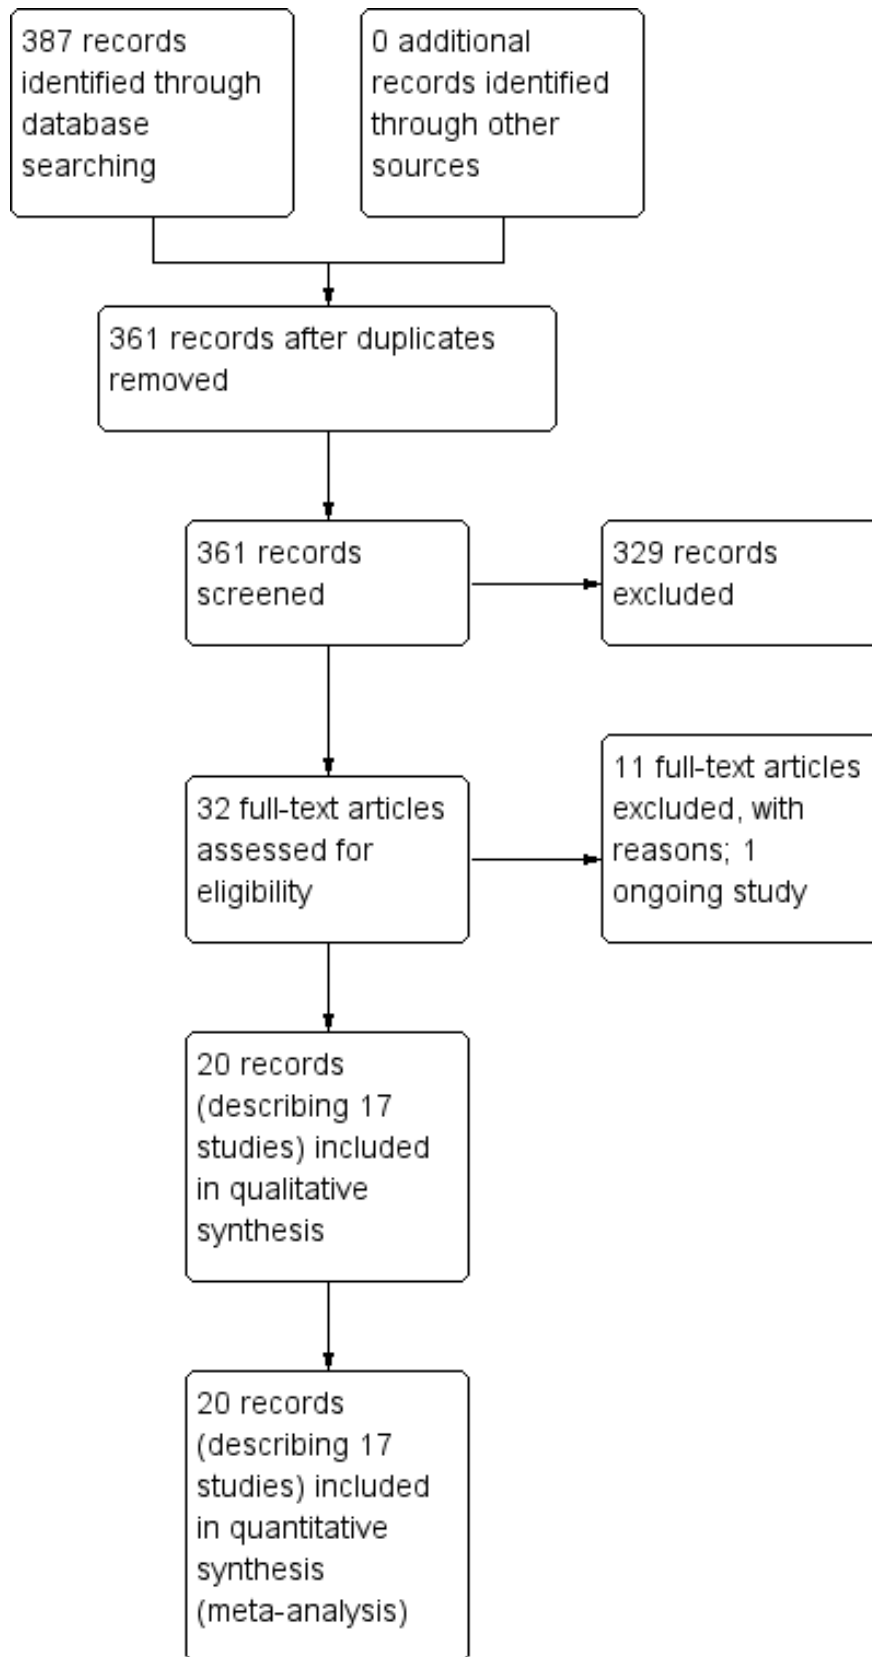 387 records
identified through
database
searching
0 additional
records identified
through other
sources
361 records after duplicates
removed
361 records
screened
329 records
excluded
32 full-text articles
assessed for
eligibility
11 full-text articles
excluded, with
reasons; 1
ongoing study
20 records
(describing 17
studies) included
in qualitative
synthesis
20 records
(describing 17
studies) included
in quantitative
synthesis
(meta-analysis)